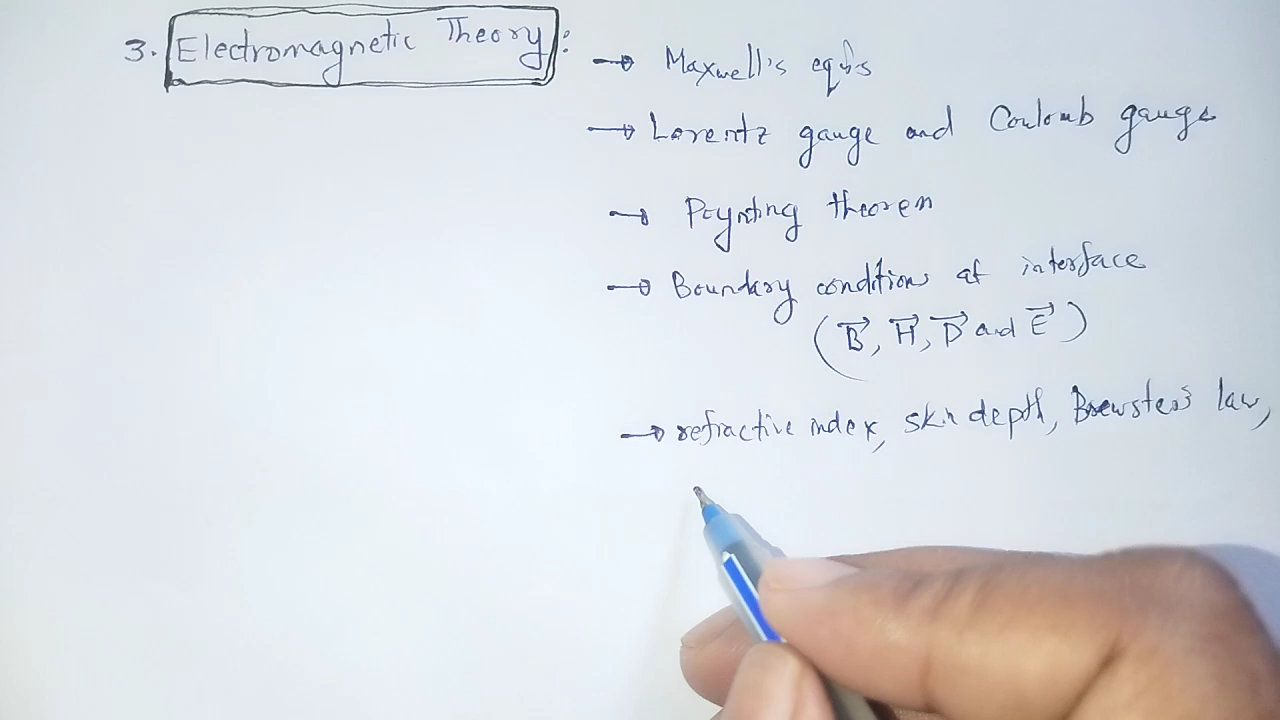 3. Electromagnetic Theory :
→ Maxwell's eqns
→ Lorentz gauge and Coulomb gauge
→ Poynting theorem
→ Boundary conditions at interface
(B⃗, H⃗, D⃗ and E⃗)
→ refractive index, skin depth, Brewster's law,